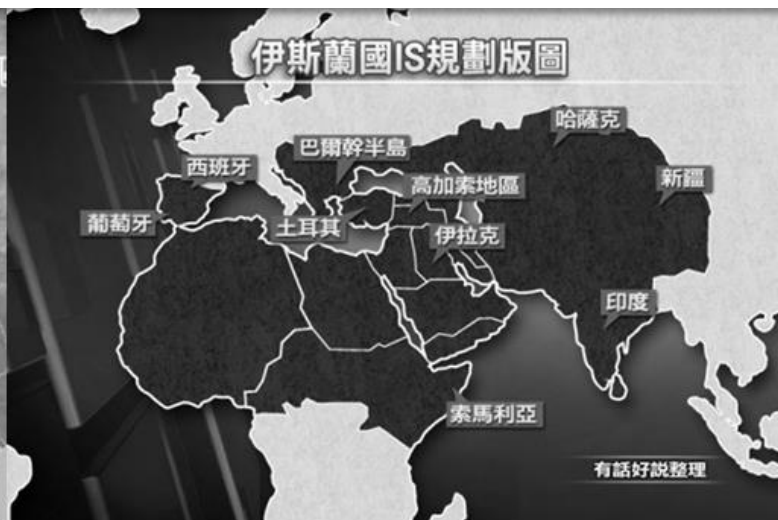 伊斯蘭國IS規劃版圖
哈薩克
巴爾幹半島
西班牙
高加索地區
新疆
葡萄牙
土耳其
伊拉克
印度
索馬利亞
有話好說整理